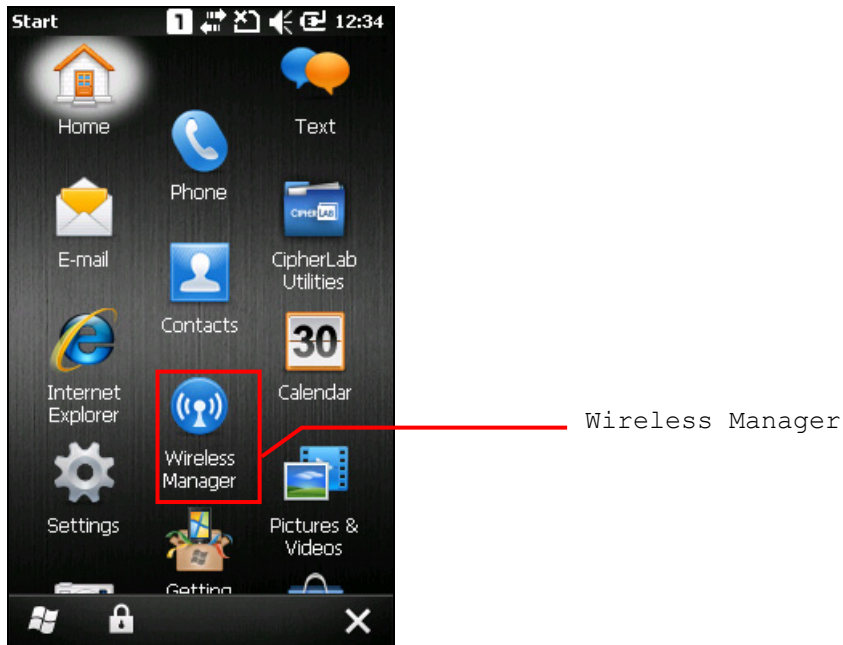 Start
1
12:34
Home
Text
Phone
CIPHERLAB
E-mail
CipherLab
Utilities
Contacts
30
Internet
Explorer
Calendar
Wireless
Manager
Wireless Manager
Settings
Pictures &
Videos
Getting